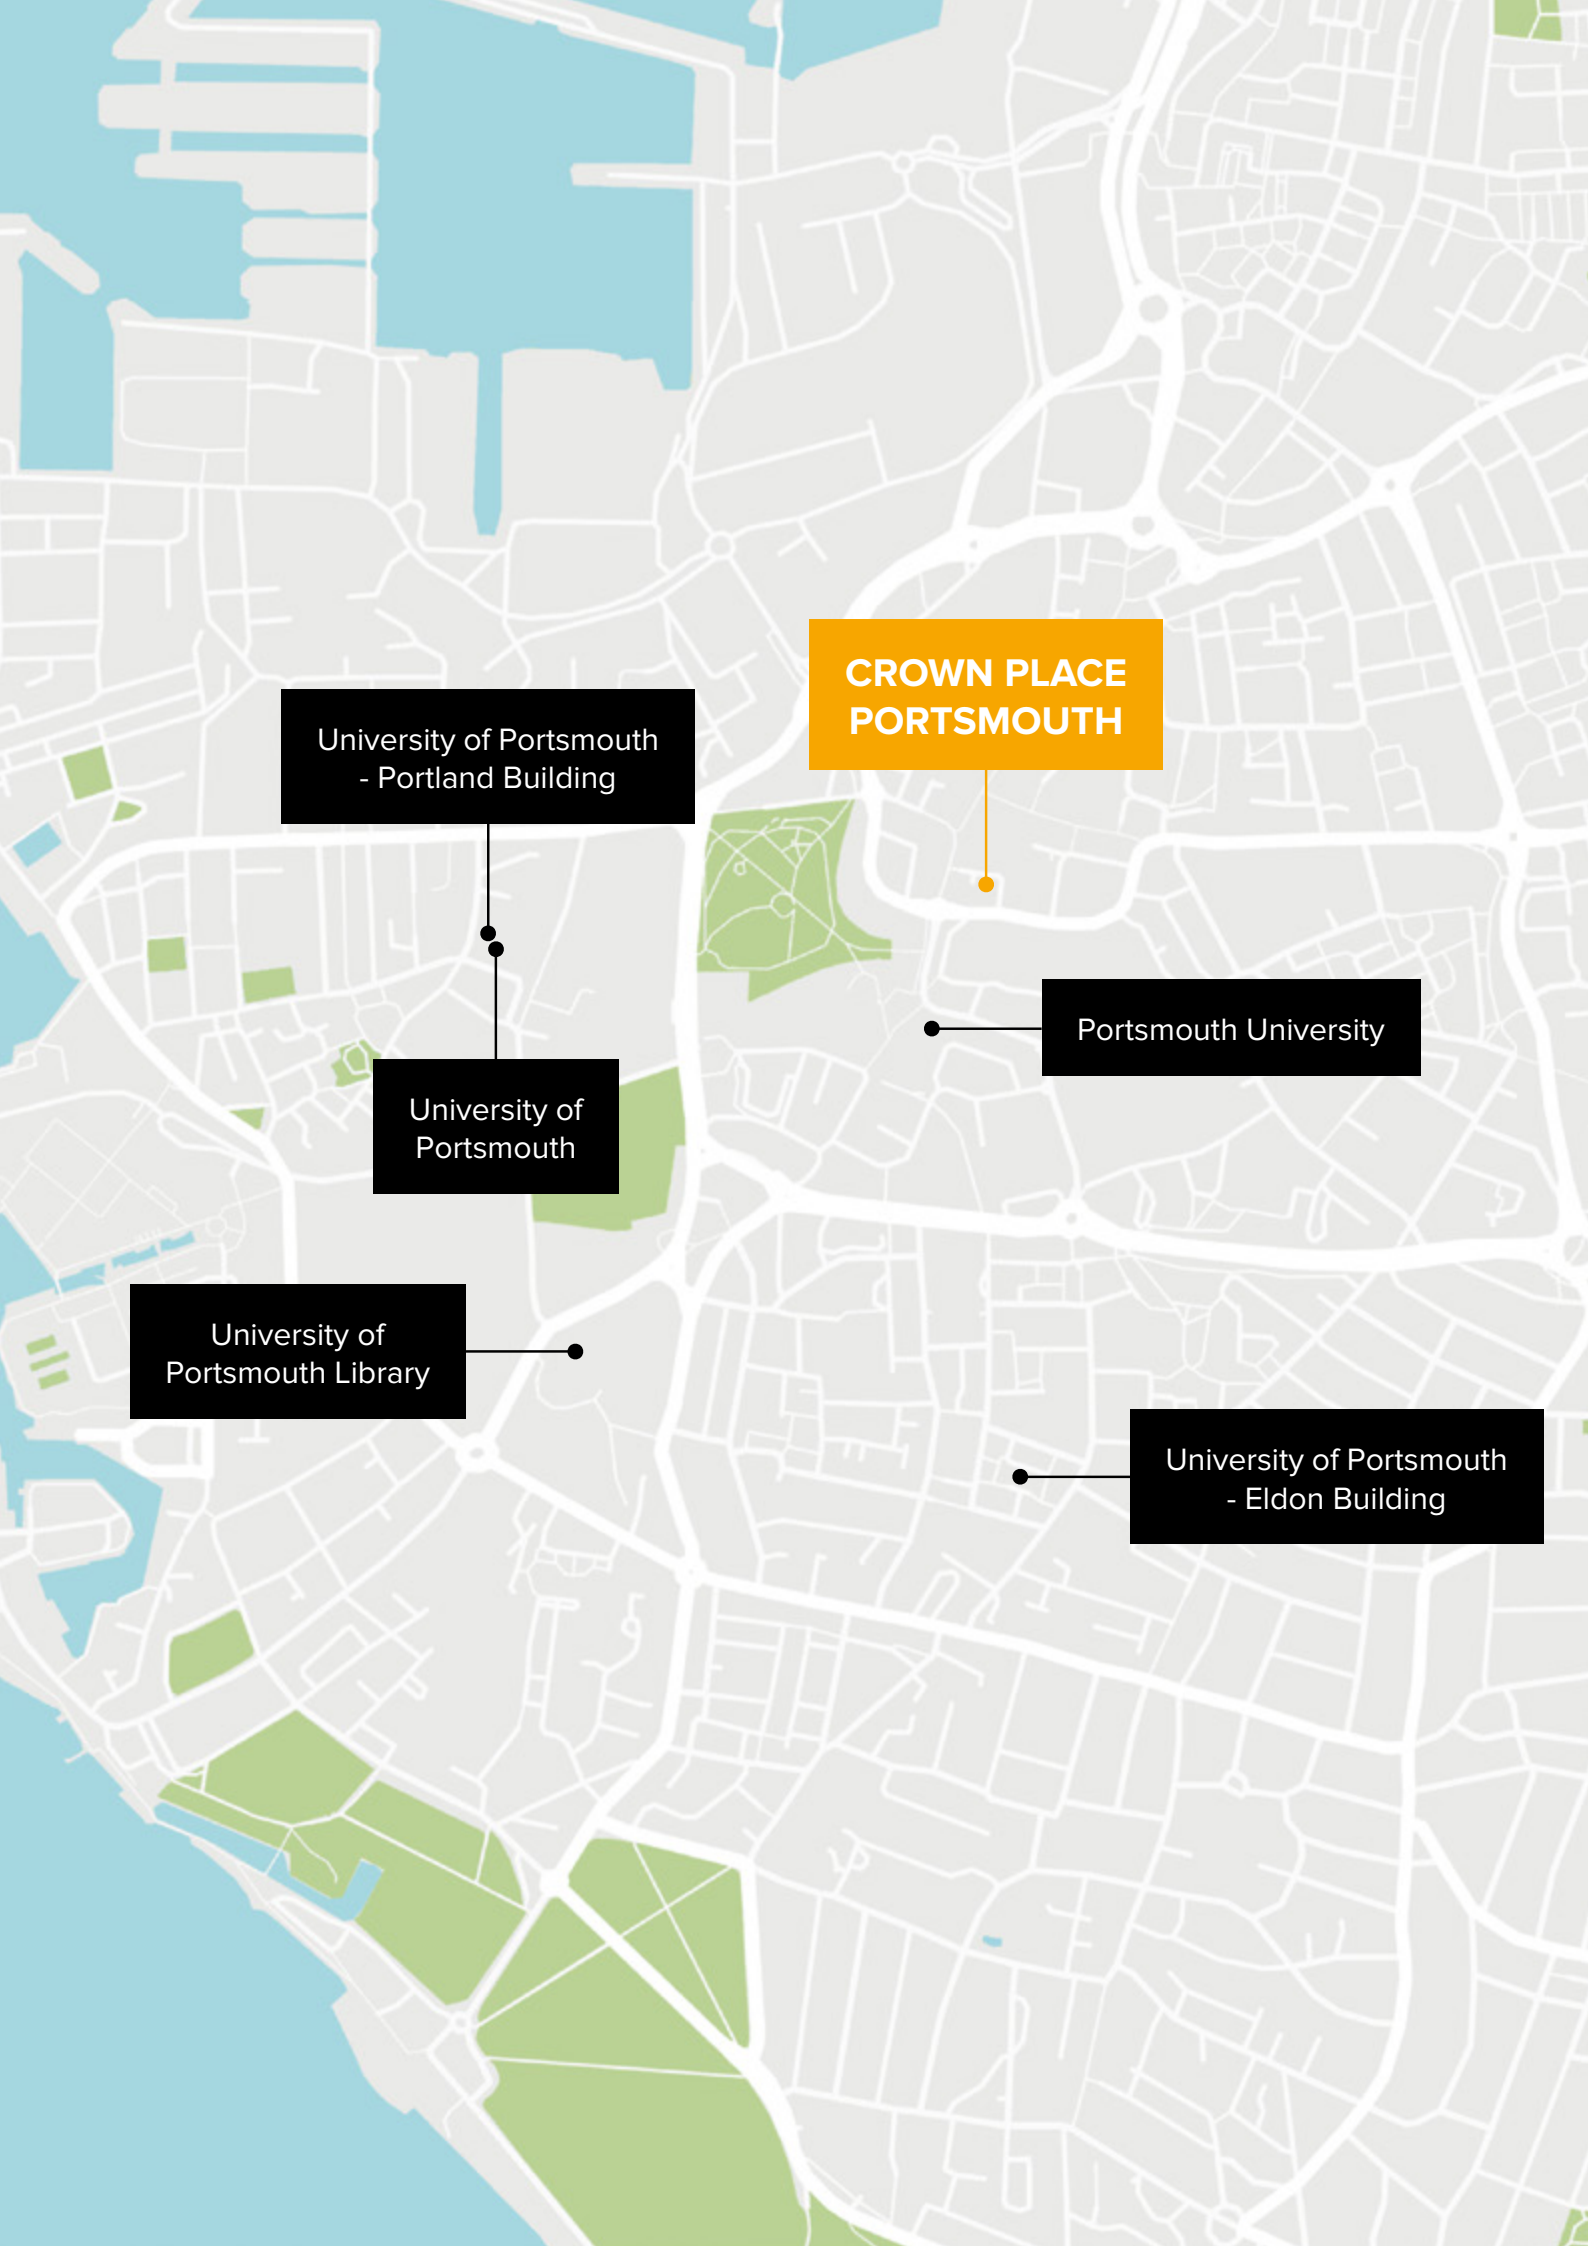 CROWN PLACE
PORTSMOUTH
University of Portsmouth
- Portland Building
Portsmouth University
University of
Portsmouth
University of
Portsmouth Library
University of Portsmouth
- Eldon Building